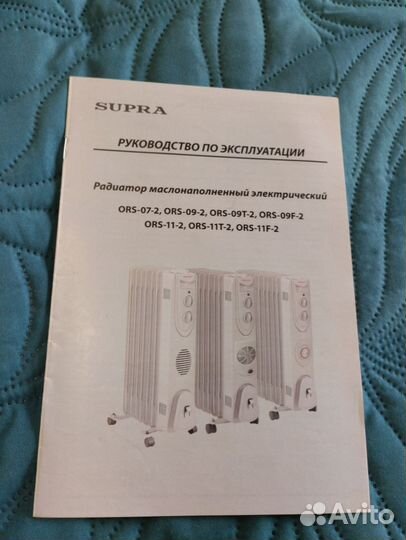 SUPRA
РУКОВОДСТВО ПО ЭКСПЛУАТАЦИИ
Радиатор маслонаполненный электрический
ORS-07-2, ORS-09-2, ORS-09T-2, ORS-09F-2
ORS-11-2, ORS-11T-2, ORS-11F-2
Avito